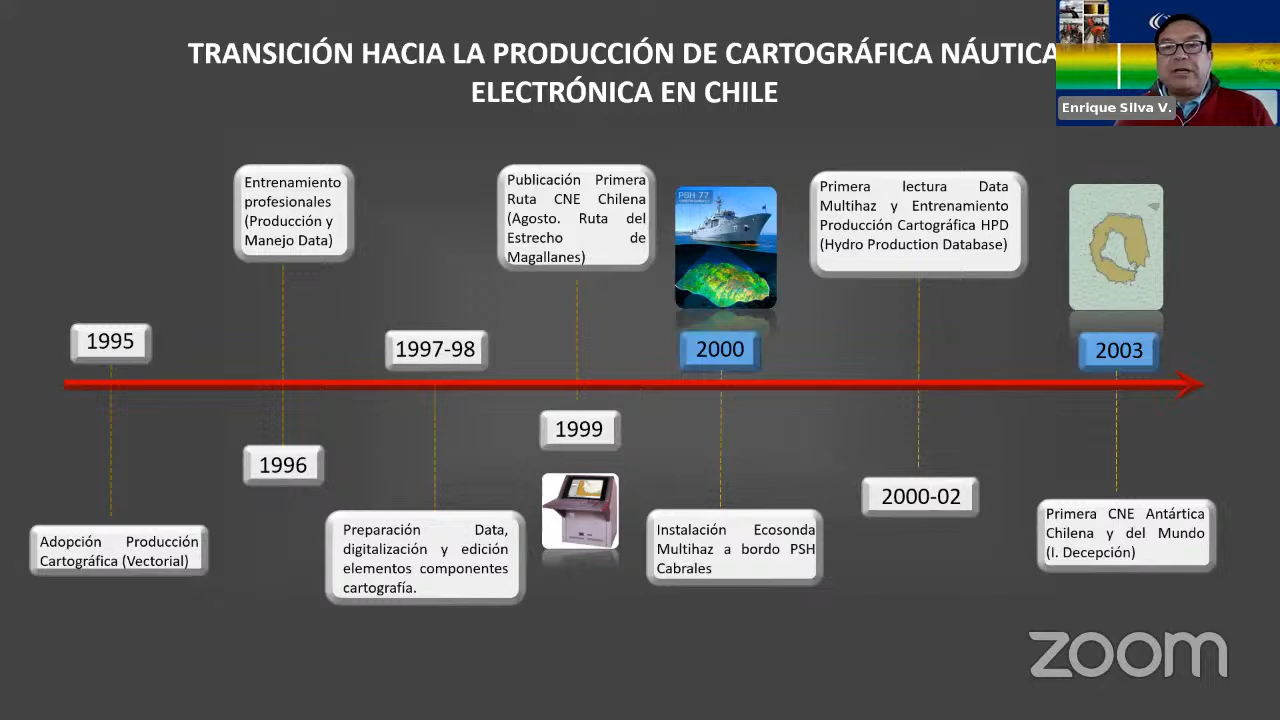 TRANSICIÓN HACIA LA PRODUCCIÓN DE CARTOGRÁFICA NÁUTICA
ELECTRÓNICA EN CHILE
Enrique Silva V.
Entrenamiento
profesionales
(Producción y
Manejo Data)
Publicación Primera
Ruta CNE Chilena
(Agosto. Ruta del
Estrecho de
Magallanes)
PSH 77
Primera lectura Data
Multihaz y Entrenamiento
Producción Cartográfica HPD
(Hydro Production Database)
1995
1997-98
2000
2003
1996
1999
2000-02
Adopción Producción
Cartográfica (Vectorial)
Preparación Data,
digitalización y edición
elementos componentes
cartografía.
Instalación Ecosonda
Multihaz a bordo PSH
Cabrales
Primera CNE Antártica
Chilena y del Mundo
(I. Decepción)
zoom